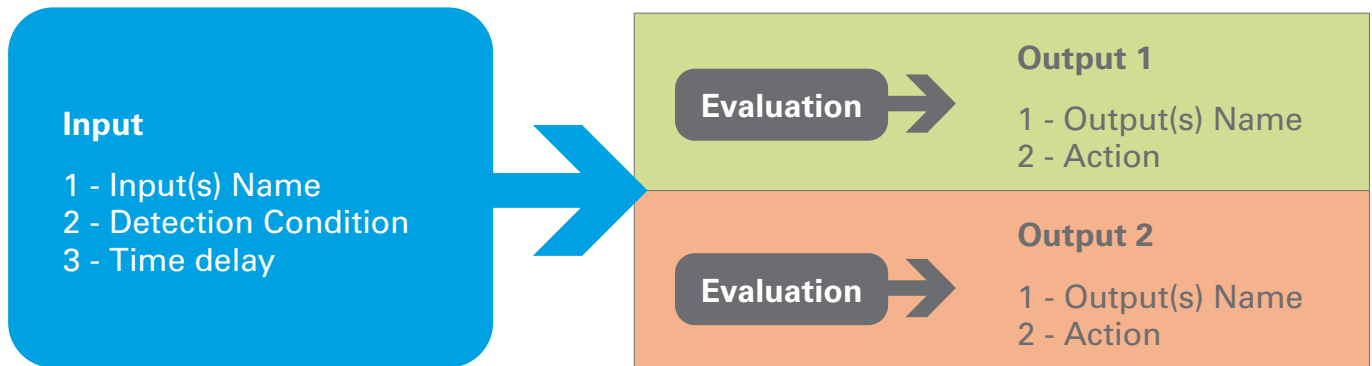 Input
1 - Input(s) Name
2 - Detection Condition
3 - Time delay
Evaluation
Output 1
1 - Output(s) Name
2 - Action
Evaluation
Output 2
1 - Output(s) Name
2 - Action